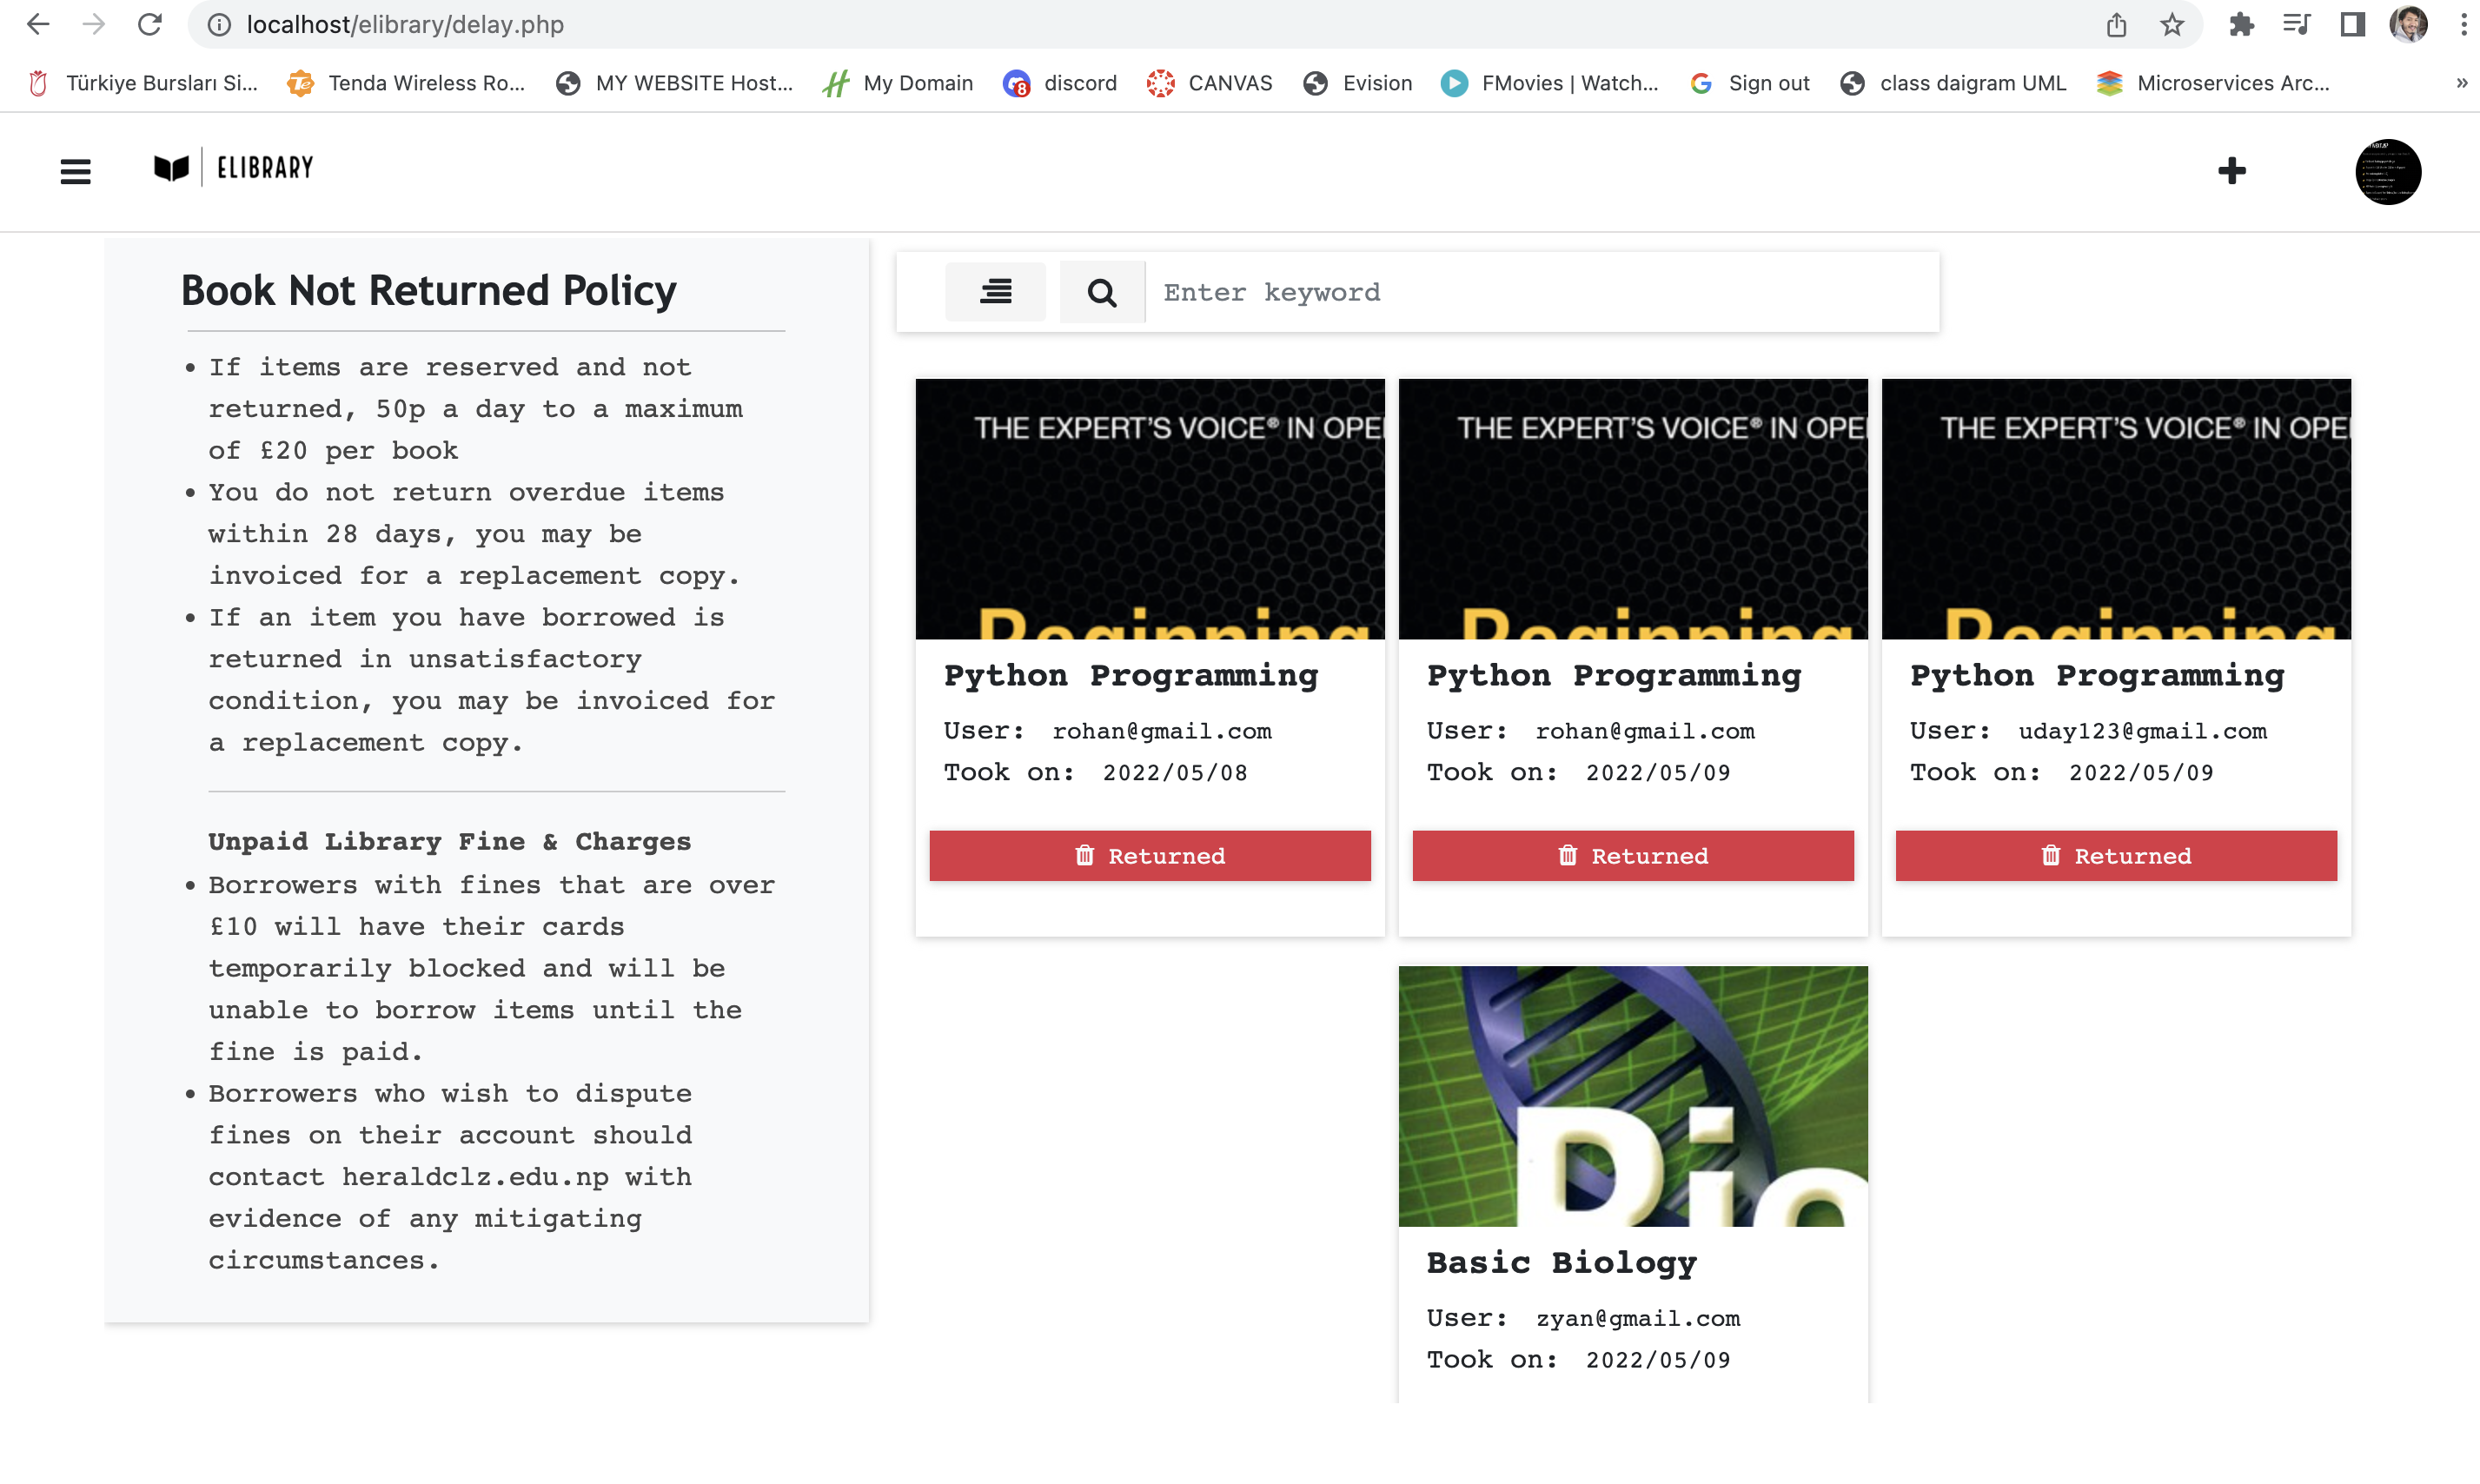 localhost/elibrary/delay.php
Türkiye Bursları Si...
Tenda Wireless Ro...
MY WEBSITE Host...
My Domain
discord
CANVAS
Evision
FMovies | Watch...
Sign out
class daigram UML
Microservices Arc...
»
ELIBRARY
Book Not Returned Policy
• If items are reserved and not
returned, 50p a day to a maximum
of £20 per book
• You do not return overdue items
within 28 days, you may be
invoiced for a replacement copy.
• If an item you have borrowed is
returned in unsatisfactory
condition, you may be invoiced for
a replacement copy.
Unpaid Library Fine & Charges
• Borrowers with fines that are over
£10 will have their cards
temporarily blocked and will be
unable to borrow items until the
fine is paid.
• Borrowers who wish to dispute
fines on their account should
contact heraldclz.edu.np with
evidence of any mitigating
circumstances.
Enter keyword
THE EXPERT'S VOICE® IN OPE
Beginning
Python Programming
User: rohan@gmail.com
Took on: 2022/05/08
Returned
THE EXPERT'S VOICE® IN OPE
Beginning
Python Programming
User: rohan@gmail.com
Took on: 2022/05/09
Returned
THE EXPERT'S VOICE® IN OPE
Beginning
Python Programming
User: uday123@gmail.com
Took on: 2022/05/09
Returned
Bio
Basic Biology
User: zyan@gmail.com
Took on: 2022/05/09